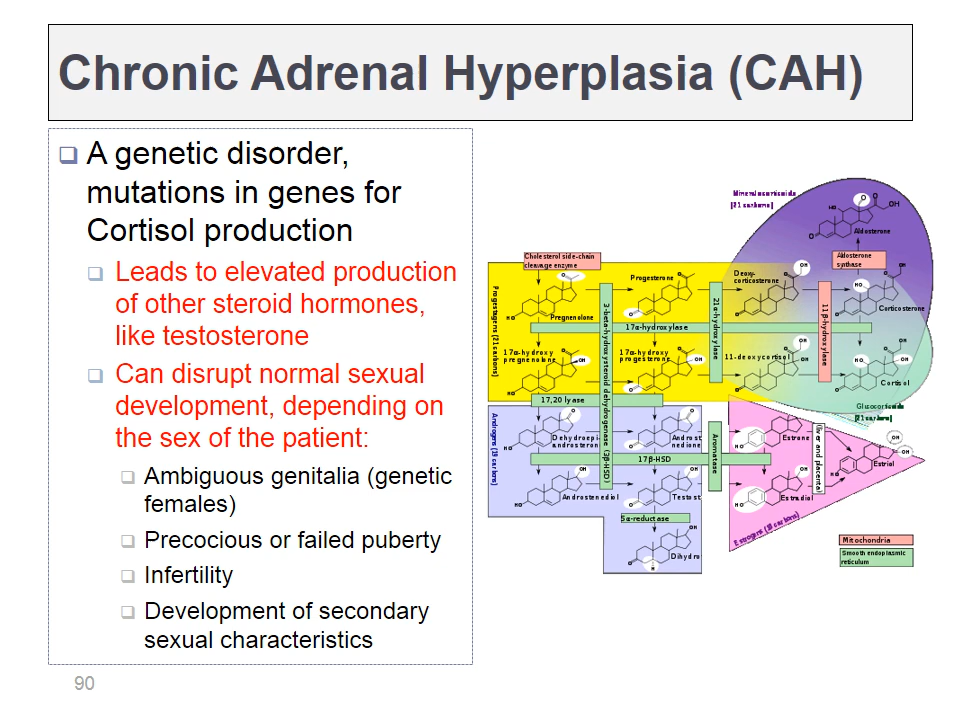 Chronic Adrenal Hyperplasia (CAH)
A genetic disorder,
mutations in genes for
Cortisol production
Leads to elevated production
of other steroid hormones,
like testosterone
Can disrupt normal sexual
development, depending on
the sex of the patient:
Ambiguous genitalia (genetic
females)
Precocious or failed puberty
Infertility
Development of secondary
sexual characteristics
90
Mineralocorticoids
(21 carbons)
Aldosterone
Cholesterol side-chain
cleavage enzyme
Aldosterone
synthase
Progesterone
Deoxy-
corticosterone
Corticosterone
Pregnenolone
Progestagens (21 carbons)
3-beta-hydroxysteroid dehydrogenase (3β-HSD)
17α-hydroxylase
21α-hydroxylase
11β-hydroxylase
17α-hydroxy
pregnenolone
17α-hydroxy
progesterone
11-deoxycortisol
Cortisol
Glucocorticoids
(21 carbons)
17,20 lyase
Androgens (19 carbons)
Dehydroepi-
androsteron
Andros
nedione
Aromatase
Estrone
liver and placenta
Estriol
17β-HSD
Androstenediol
Testost
Estradiol
Estrogens (18 carbons)
5α-reductase
Dihydro
Mitochondria
Smooth endoplasmic
reticulum